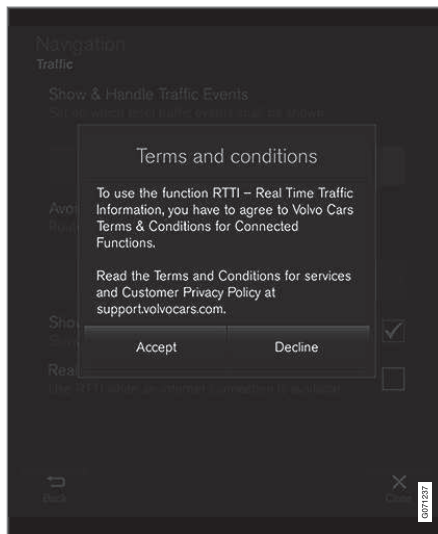 Navigation
Traffic
Show & Handle Traffic Events
Terms and conditions
To use the function RTTI – Real Time Traffic
Information, you have to agree to Volvo Cars
Terms & Conditions for Connected
Functions.
Read the Terms and Conditions for services
and Customer Privacy Policy at
support.volvocars.com.
Accept
Decline
Back
Close
G071237